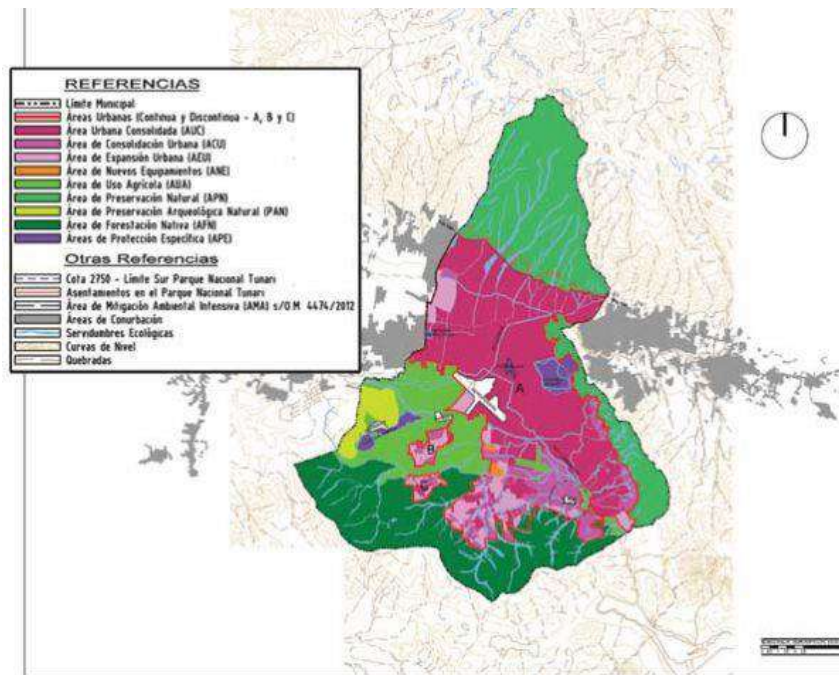 REFERENCIAS
Límite Municipal
Áreas Urbanas (Continua y Discontinua - A, B y C)
Área Urbana Consolidada (AUC)
Área de Consolidación Urbana (ACU)
Área de Expansión Urbana (AEU)
Área de Nuevos Equipamientos (ANE)
Área de Uso Agrícola (AUA)
Área de Preservación Natural (APN)
Área de Preservación Arqueológica Natural (PAN)
Área de Forestación Nativa (AFN)
Áreas de Protección Específica (APE)
Otras Referencias
Cota 2750 - Límite Sur Parque Nacional Tunari
Asentamientos en el Parque Nacional Tunari
Área de Mitigación Ambiental Intensiva (AMA) s/O.M. 4474/2012
Áreas de Conurbación
Servidumbres Ecológicas
Curvas de Nivel
Quebradas
A
B
C